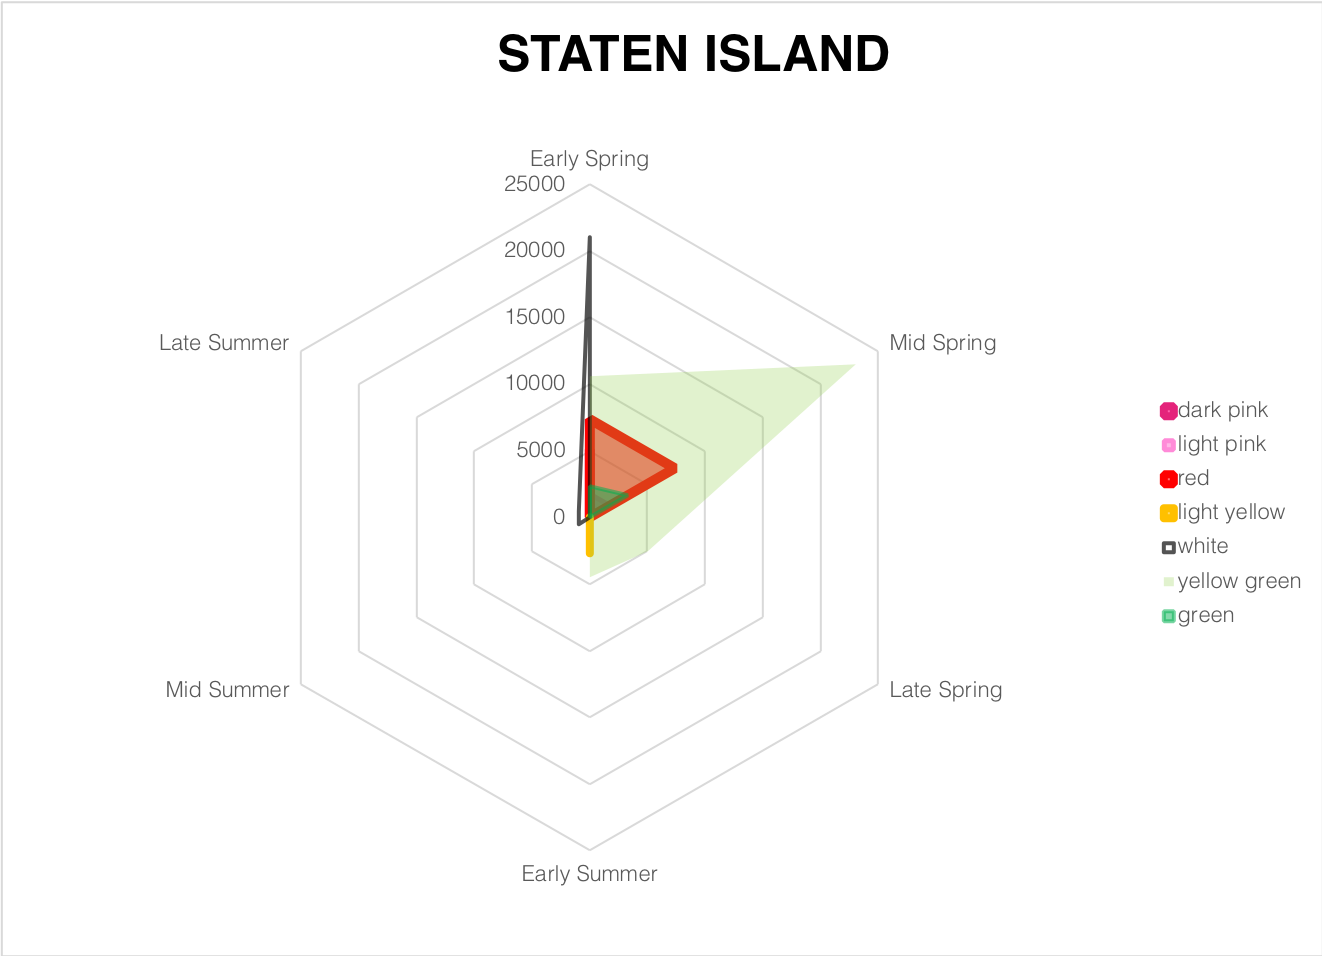 STATEN ISLAND
Early Spring
25000
20000
15000
10000
5000
0
Late Summer
Mid Spring
Mid Summer
Late Spring
Early Summer
dark pink
light pink
red
light yellow
white
yellow green
green